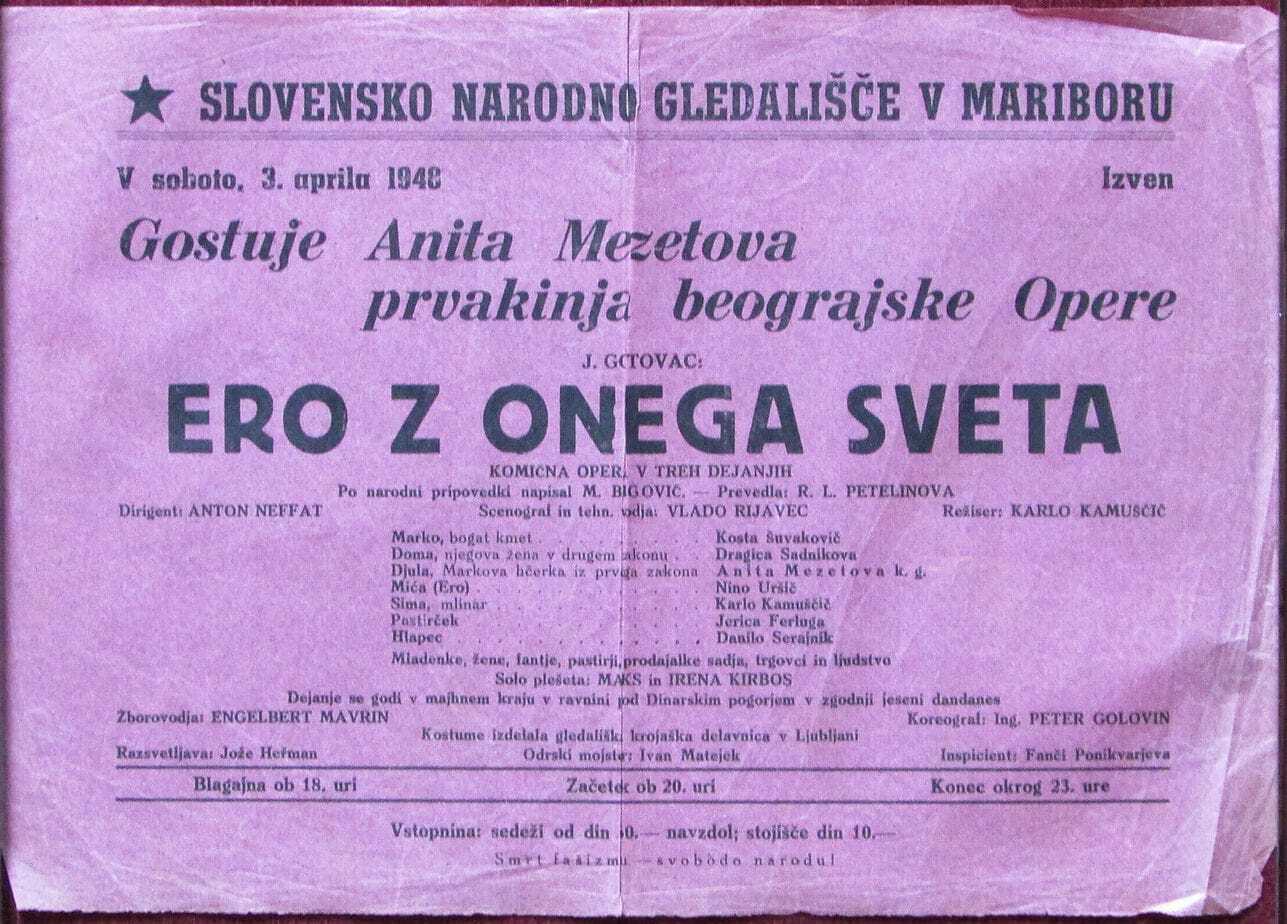 ★ SLOVENSKO NARODNO GLEDALIŠČE V MARIBORU
V soboto, 3. aprila 1948 Izven
Gostuje Anita Mezetova
prvakinja beograjske Opere
J. GOTOVAC:
ERO Z ONEGA SVETA
KOMIČNA OPERA V TREH DEJANJIH
Po narodni pripovedki napisal M. BIGOVIĆ. — Prevedla: R. L. PETELINOVA
Dirigent: ANTON NEFFAT Scenograf in tehn. vodja: VLADO RIJAVEC Režiser: KARLO KAMUŠČIČ
Marko, bogat kmet . . . . . . . . . Kosta Šuvakovič
Doma, njegova žena v drugem zakonu . . Dragica Sadnikova
Djula, Markova hčerka iz prvega zakona Anita Mezetova k. g.
Mića (Ero) . . . . . . . . . . . . Nino Uršič
Sima, mlinar . . . . . . . . . . . Karlo Kamuščič
Pastirček . . . . . . . . . . . . Jerica Ferluga
Hlapec . . . . . . . . . . . . . Danilo Serajnik
Mladenke, žene, fantje, pastirji, prodajalke sadja, trgovci in ljudstvo
Solo plešeta: MAKS in IRENA KIRBOS
Dejanje se godi v majhnem kraju v ravnini pod Dinarskim pogorjem v zgodnji jeseni dandanes
Zborovodja: ENGELBERT MAVRIN Koreograf: Ing. PETER GOLOVIN
Kostume izdelala gledališk. krojaška delavnica v Ljubljani
Razsvetljava: Jože Heřman Odrski mojster: Ivan Matejek Inspicient: Fanči Ponikvarjeva
Blagajna ob 18. uri Začetek ob 20. uri Konec okrog 23. ure
Vstopnina: sedeži od din navzdol; stojišče din 10.—
Smrt fašizmu — svobodo narodu!